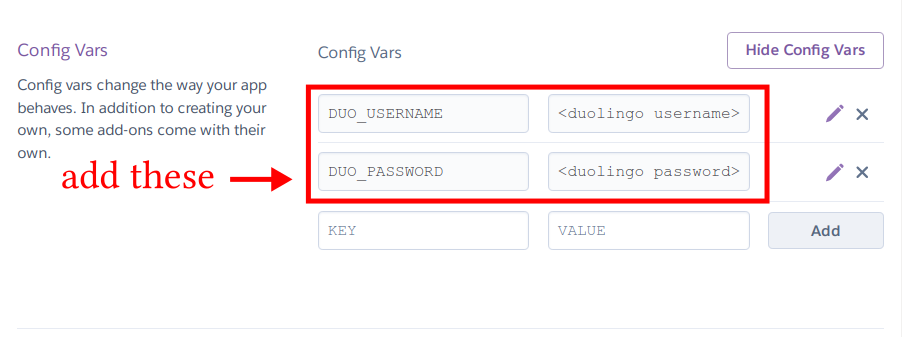 Config Vars
Config vars change the way your app
behaves. In addition to creating your
own, some add-ons come with their
own.
add these
Config Vars
Hide Config Vars
DUO_USERNAME <duolingo username>
DUO_PASSWORD <duolingo password>
KEY VALUE Add